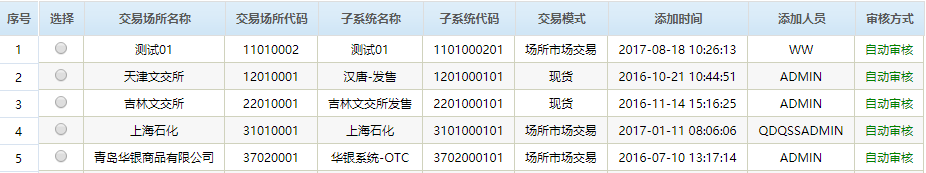 序号 选择 交易场所名称 交易场所代码 子系统名称 子系统代码 交易模式 添加时间 添加人员 审核方式
1 测试01 11010002 测试01 1101000201 场所市场交易 2017-08-18 10:26:13 WW 自动审核
2 天津文交所 12010001 汉唐-发售 1201000101 现货 2016-10-21 10:44:51 ADMIN 自动审核
3 吉林文交所 22010001 吉林文交所发售 2201000101 现货 2016-11-14 15:16:25 ADMIN 自动审核
4 上海石化 31010001 上海石化 3101000101 场所市场交易 2017-01-11 08:06:06 QDQSSADMIN 自动审核
5 青岛华银商品有限公司 37020001 华银系统-OTC 3702000101 场所市场交易 2016-07-10 13:17:14 ADMIN 自动审核